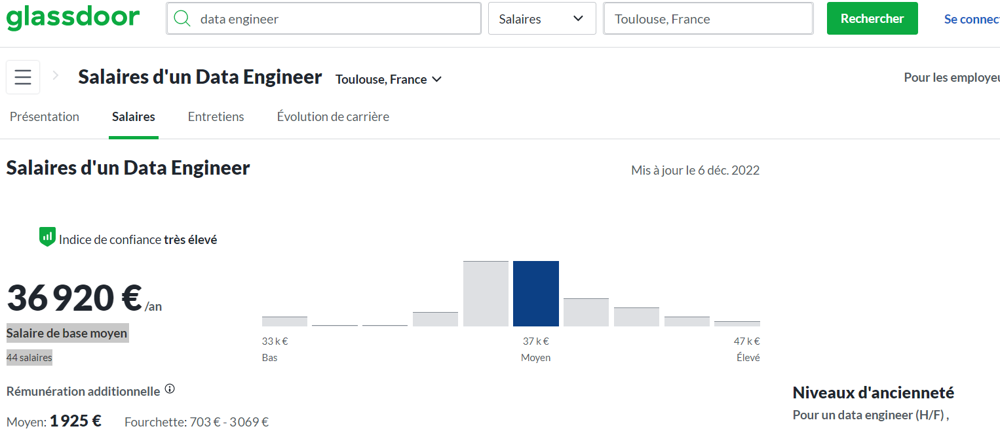 glassdoor
data engineer
Salaires
Toulouse, France
Rechercher
Se connect
Salaires d'un Data Engineer
Toulouse, France
Pour les employeu
Présentation
Salaires
Entretiens
Évolution de carrière
Salaires d'un Data Engineer
Mis à jour le 6 déc. 2022
Indice de confiance très élevé
36 920 € /an
Salaire de base moyen
44 salaires
33 k €
Bas
37 k €
Moyen
47 k €
Élevé
Rémunération additionnelle
Moyen: 1 925 €
Fourchette: 703 € - 3 069 €
Niveaux d'ancienneté
Pour un data engineer (H/F) ,